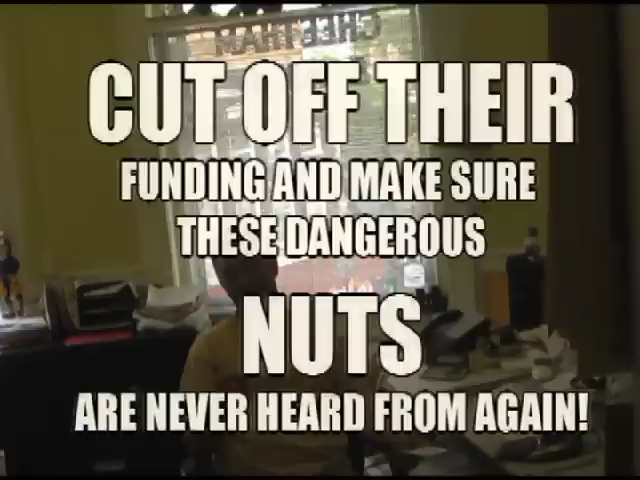 CUT OFF THEIR
FUNDING AND MAKE SURE
THESE DANGEROUS
NUTS
ARE NEVER HEARD FROM AGAIN!